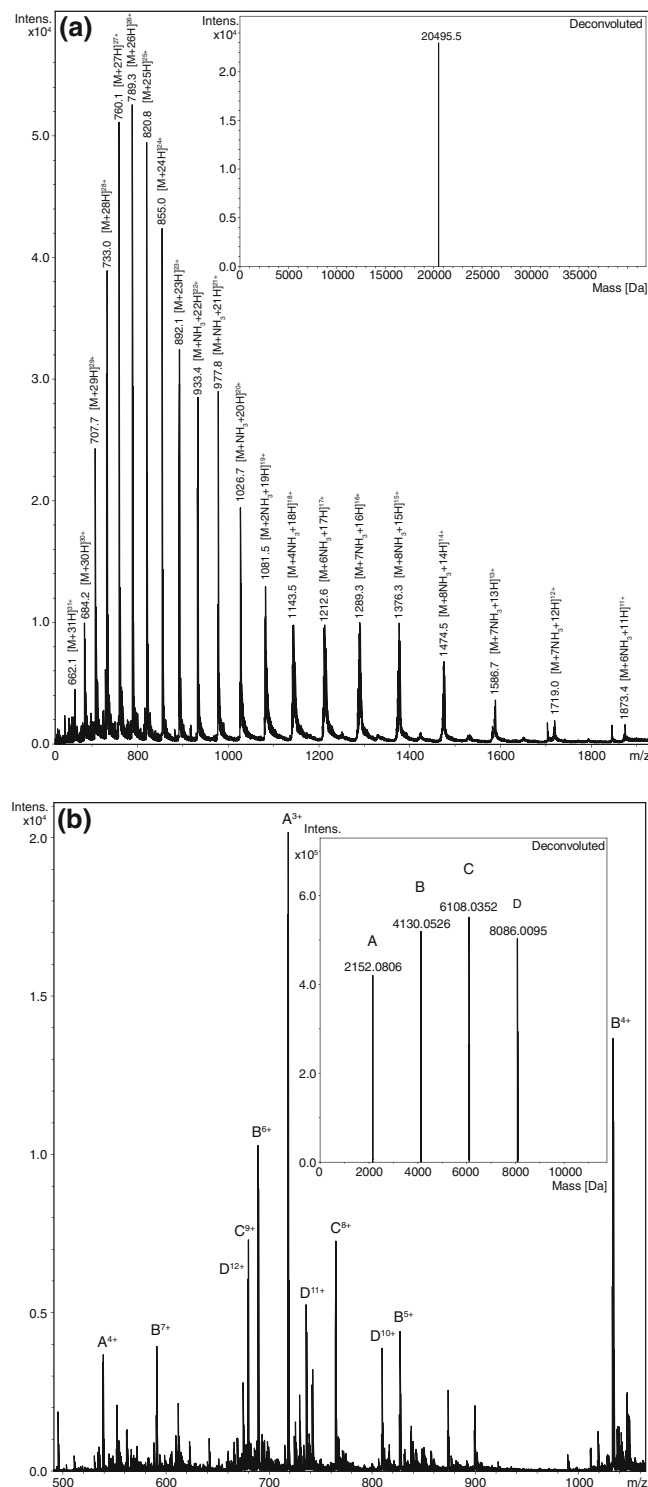 Intens.
x10⁴
(a)
5.0
4.0
3.0
2.0
1.0
0.0
662.1 [M+31H]³¹⁺
684.2 [M+30H]³⁰⁺
707.7 [M+29H]²⁹⁺
733.0 [M+28H]²⁸⁺
760.1 [M+27H]²⁷⁺
789.3 [M+26H]²⁶⁺
820.8 [M+25H]²⁵⁺
855.0 [M+24H]²⁴⁺
892.1 [M+23H]²³⁺
933.4 [M+NH₃+22H]²²⁺
977.8 [M+NH₃+21H]²¹⁺
1026.7 [M+NH₃+20H]²⁰⁺
1081.5 [M+2NH₃+19H]¹⁹⁺
1143.5 [M+4NH₃+18H]¹⁸⁺
1212.6 [M+6NH₃+17H]¹⁷⁺
1289.3 [M+7NH₃+16H]¹⁶⁺
1376.3 [M+8NH₃+15H]¹⁵⁺
1474.5 [M+8NH₃+14H]¹⁴⁺
1586.7 [M+7NH₃+13H]¹³⁺
1719.0 [M+7NH₃+12H]¹²⁺
1873.4 [M+6NH₃+11H]¹¹⁺
0 800 1000 1200 1400 1600 1800 m/z
Intens.
x10⁴
Deconvoluted
20495.5
2.0
1.5
1.0
0.5
0.0
0 5000 10000 15000 20000 25000 30000 35000
Mass [Da]
Intens.
x10⁴
(b)
2.0
1.5
1.0
0.5
0.0
A³⁺
B⁴⁺
B⁶⁺
C⁹⁺
C⁸⁺
D¹²⁺
D¹¹⁺
B⁵⁺
D¹⁰⁺
B⁷⁺
A⁴⁺
500 600 700 800 900 1000 m/z
Intens.
x10⁵
Deconvoluted
A
B
C
D
2152.0806
4130.0526
6108.0352
8086.0095
6.0
4.0
2.0
0.0
0 2000 4000 6000 8000 10000
Mass [Da]